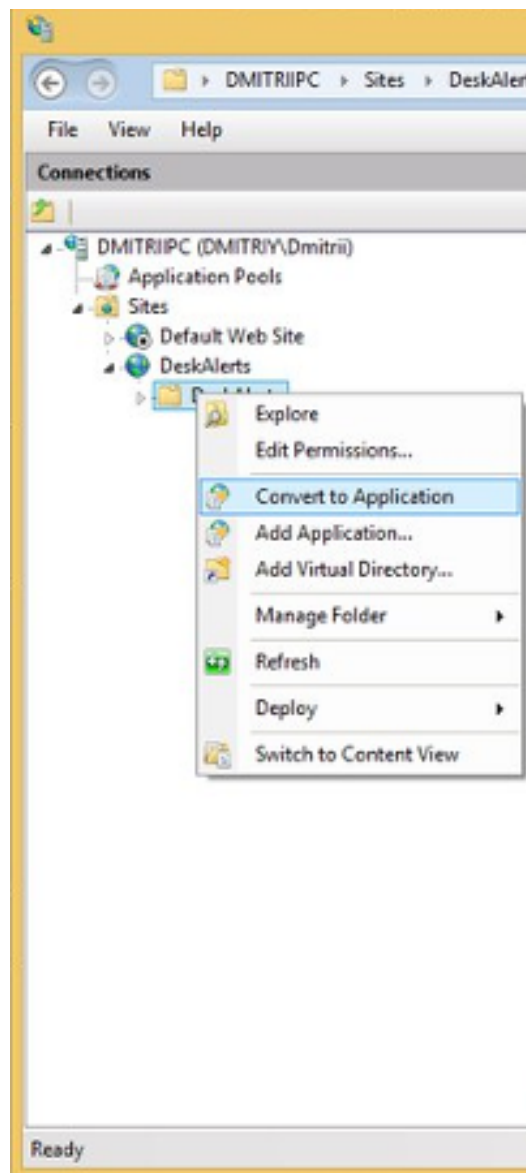 DMITRIIPC Sites DeskAler
File View Help
Connections
DMITRIIPC (DMITRIY\Dmitrii)
Application Pools
Sites
Default Web Site
DeskAlerts
Explore
Edit Permissions...
Convert to Application
Add Application...
Add Virtual Directory...
Manage Folder
Refresh
Deploy
Switch to Content View
Ready